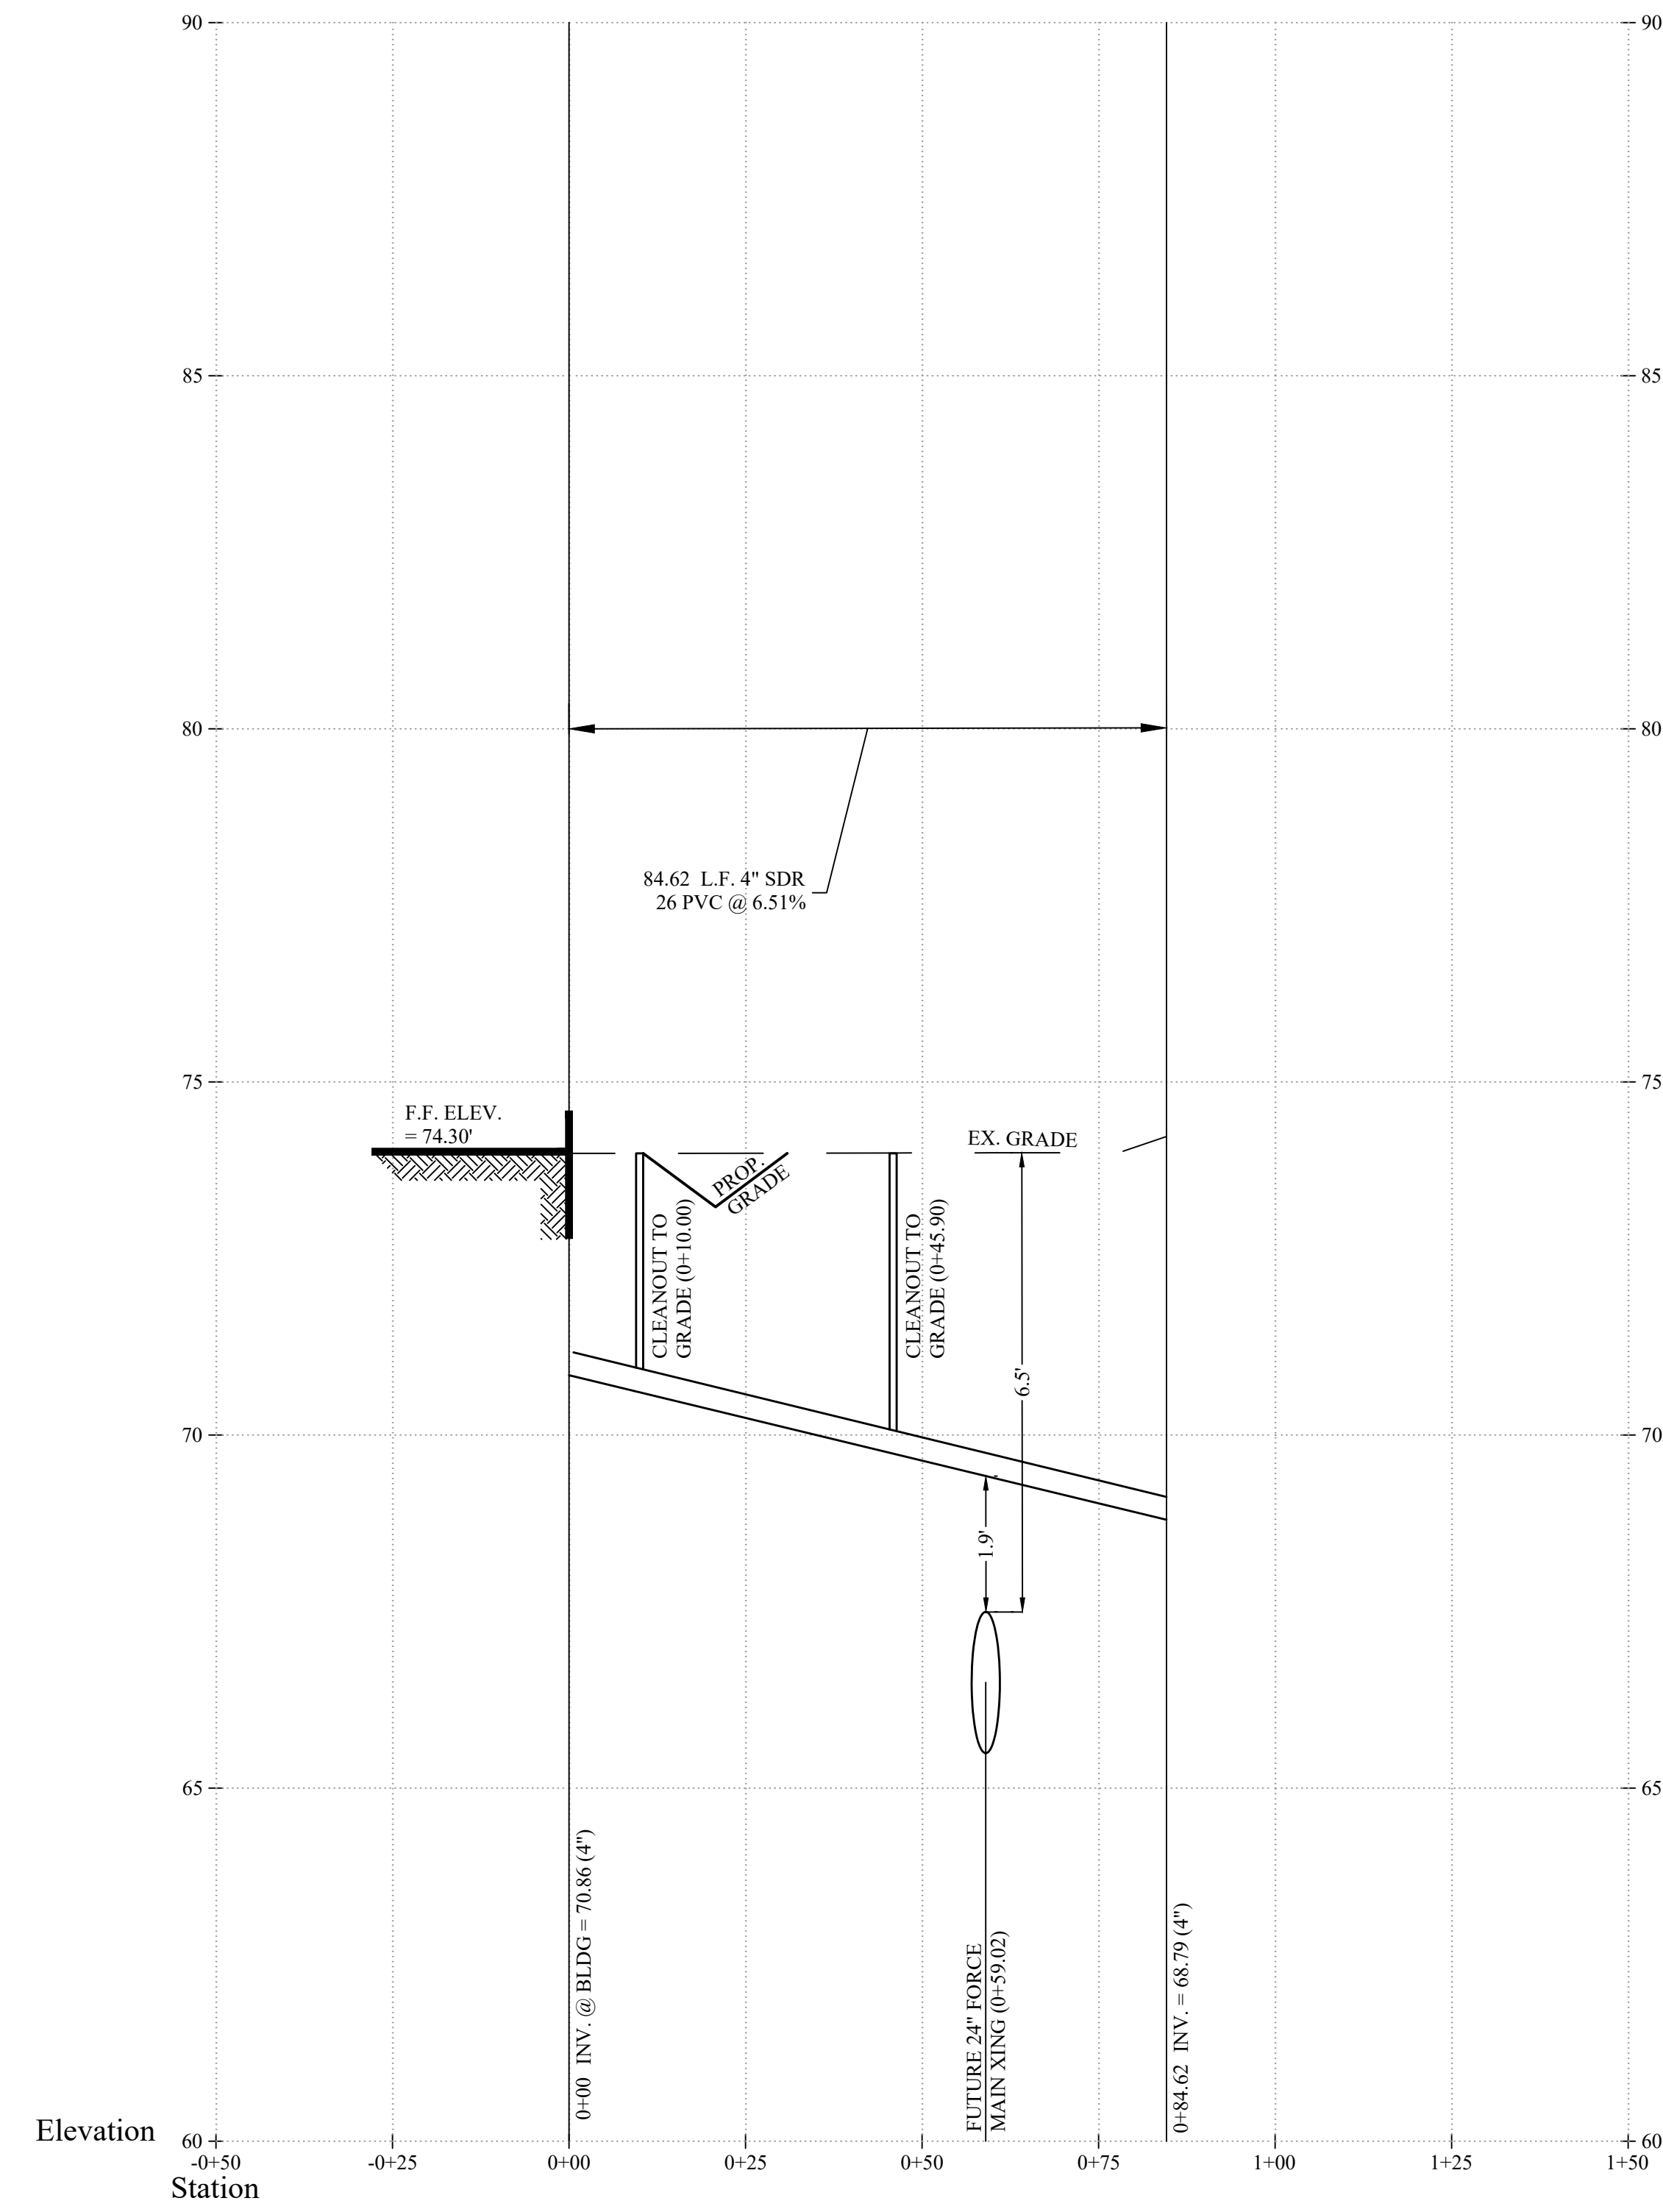 90
90
85
85
80
80
84.62 L.F. 4" SDR
26 PVC @ 6.51%
75
75
F.F. ELEV.
= 74.30'
EX. GRADE
PROP.
GRADE
CLEANOUT TO
GRADE (0+10.00)
CLEANOUT TO
GRADE (0+45.90)
6.5'
70
70
1.9'
65
65
0+00 INV. @ BLDG = 70.86 (4")
FUTURE 24" FORCE
MAIN XING (0+59.02)
0+84.62 INV. = 68.79 (4")
Elevation
60
60
-0+50
-0+25
0+00
0+25
0+50
0+75
1+00
1+25
1+50
Station